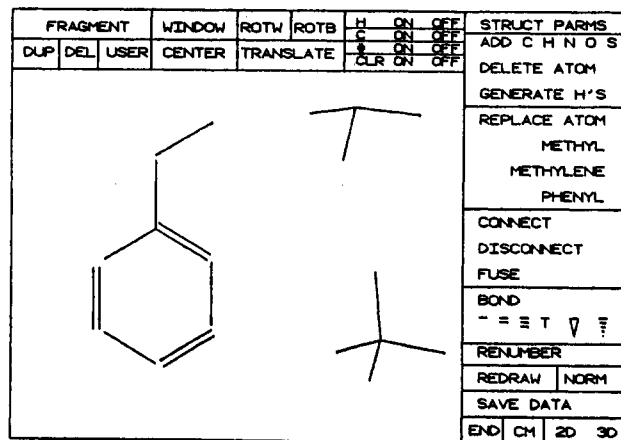 FRAGMENT WINDOW ROTW ROTB H ON OFF
C ON OFF
DUP DEL USER CENTER TRANSLATE ON OFF
CLR ON OFF
STRUCT PARMS
ADD C H N O S
DELETE ATOM
GENERATE H'S
REPLACE ATOM
METHYL
METHYLENE
PHENYL
CONNECT
DISCONNECT
FUSE
BOND
- = ≡ T
RENUMBER
REDRAW NORM
SAVE DATA
END CM 2D 3D